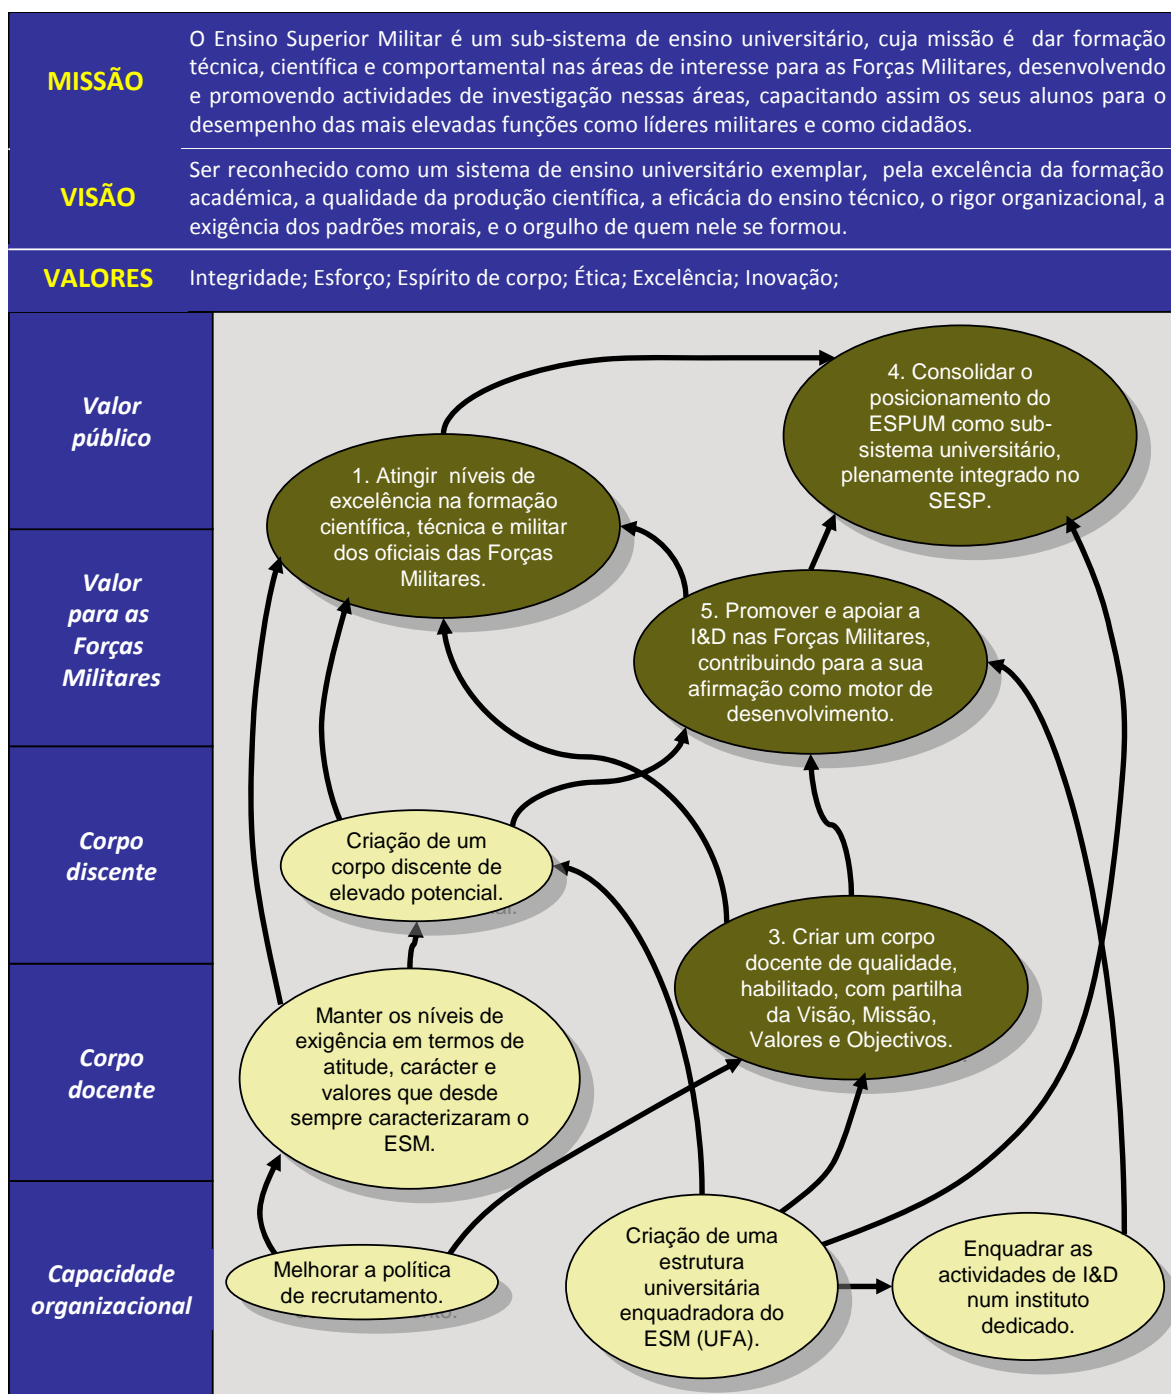 MISSÃO
O Ensino Superior Militar é um sub-sistema de ensino universitário, cuja missão é dar formação
técnica, científica e comportamental nas áreas de interesse para as Forças Militares, desenvolvendo
e promovendo actividades de investigação nessas áreas, capacitando assim os seus alunos para o
desempenho das mais elevadas funções como líderes militares e como cidadãos.
VISÃO
Ser reconhecido como um sistema de ensino universitário exemplar, pela excelência da formação
académica, a qualidade da produção científica, a eficácia do ensino técnico, o rigor organizacional, a
exigência dos padrões morais, e o orgulho de quem nele se formou.
VALORES
Integridade; Esforço; Espírito de corpo; Ética; Excelência; Inovação;
Valor
público
4. Consolidar o
posicionamento do
ESPUM como sub-
sistema universitário,
plenamente integrado no
SESP.
1. Atingir níveis de
excelência na formação
científica, técnica e militar
dos oficiais das Forças
Militares.
Valor
para as
Forças
Militares
5. Promover e apoiar a
I&D nas Forças Militares,
contribuindo para a sua
afirmação como motor de
desenvolvimento.
Corpo
discente
Criação de um
corpo discente de
elevado potencial.
3. Criar um corpo
docente de qualidade,
habilitado, com partilha
da Visão, Missão,
Valores e Objectivos.
Corpo
docente
Manter os níveis de
exigência em termos de
atitude, carácter e
valores que desde
sempre caracterizaram o
ESM.
Capacidade
organizacional
Melhorar a política
de recrutamento.
Criação de uma
estrutura
universitária
enquadradora do
ESM (UFA).
Enquadrar as
actividades de I&D
num instituto
dedicado.